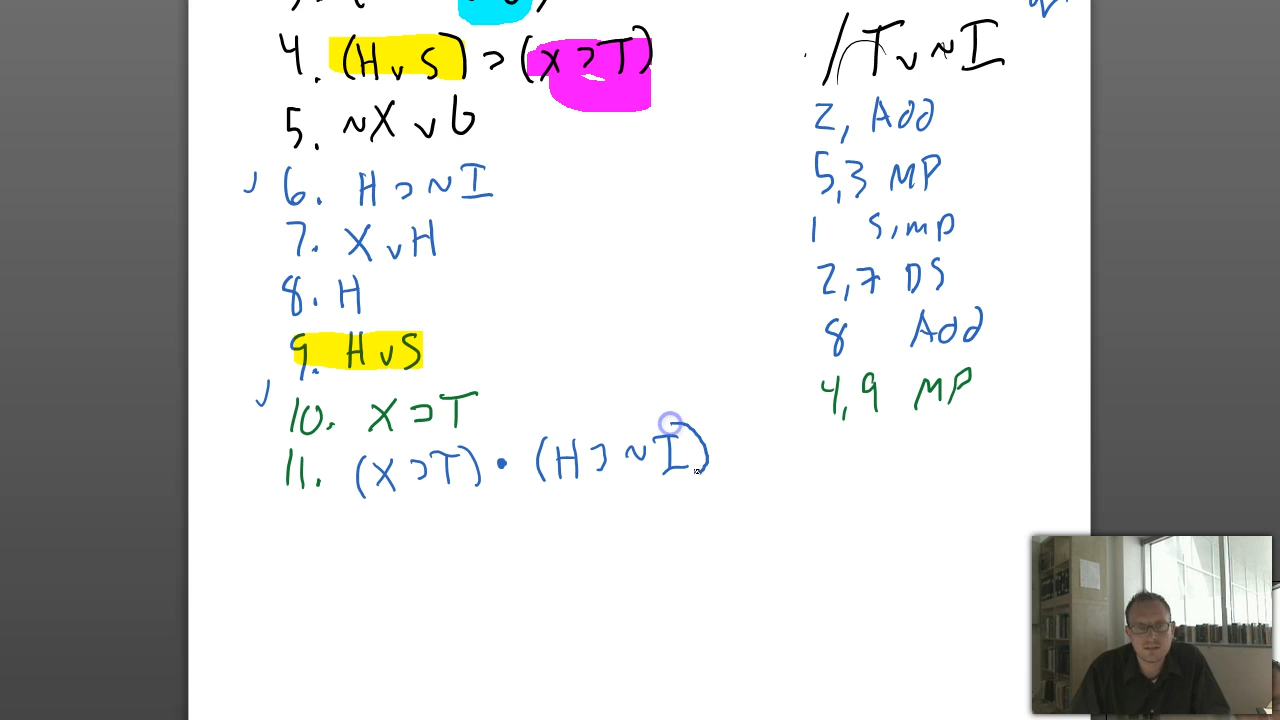 4. (H v S) ⊃ (X ⊃ T) / T v ~I
5. ~X v G 2, Add
6. H ⊃ ~I 5,3 MP
7. X v H 1 Simp
8. H 2,7 DS
9. H v S 8 Add
10. X ⊃ T 4,9 MP
11. (X ⊃ T) • (H ⊃ ~I)